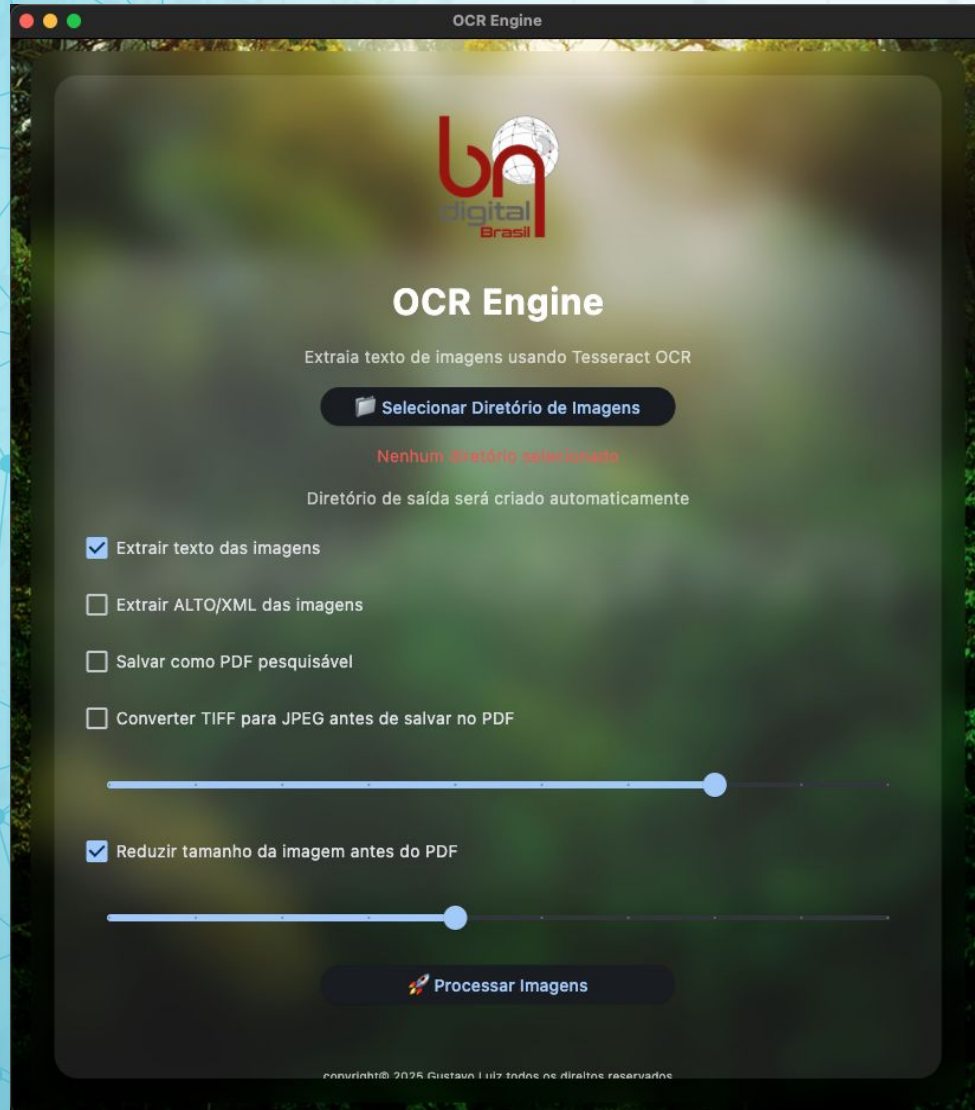 OCR Engine
bn
digital
Brasil
OCR Engine
Extraia texto de imagens usando Tesseract OCR
Selecionar Diretório de Imagens
Nenhum diretório selecionado
Diretório de saída será criado automaticamente
Extrair texto das imagens
Extrair ALTO/XML das imagens
Salvar como PDF pesquisável
Converter TIFF para JPEG antes de salvar no PDF
Reduzir tamanho da imagem antes do PDF
Processar Imagens
copyright© 2025 Gustavo Luiz todos os direitos reservados